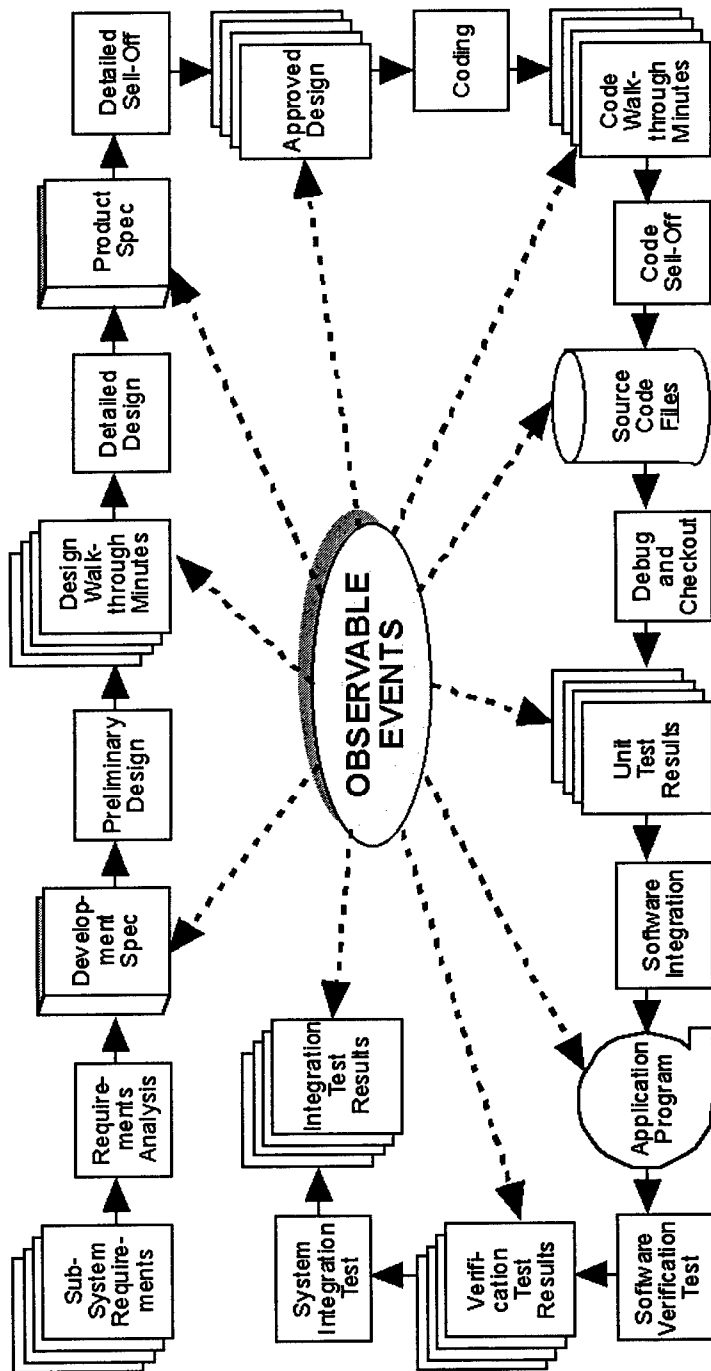 Sub-
System
Require-
ments
Require-
ments
Analysis
Develop-
ment
Spec
Preliminary
Design
Design
Walk-
through
Minutes
Detailed
Design
Product
Spec
Detailed
Sell-Off
Approved
Design
Coding
Code
Walk-
through
Minutes
Code
Sell-Off
Source
Code
Files
Debug
and
Checkout
Unit
Test
Results
Software
Integration
Application
Program
Software
Verification
Test
Verifi-
cation
Test
Results
System
Integration
Test
Integration
Test
Results
OBSERVABLE
EVENTS